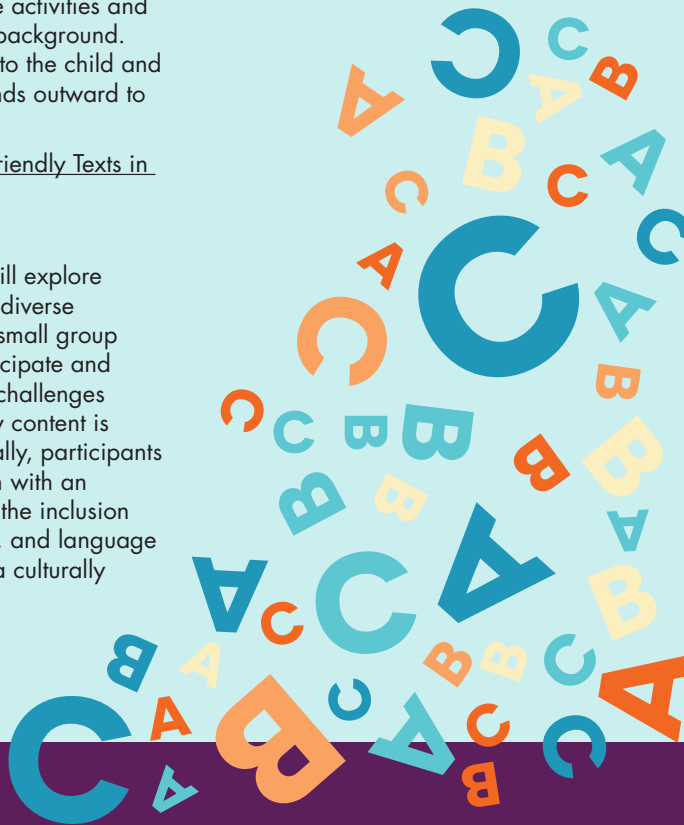 e activities and
background.
to the child and
nds outward to
riendly Texts in
ill explore
diverse
small group
icipate and
challenges
y content is
ally, participants
n with an
the inclusion
, and language
a culturally
C
C
B
A
A
B
A
C
C
C
C
A
A
C
B
C
C
B
B
B
B
B
B
A
A
A
C
B
C
B
A
B
B
C
A
C
A
B
C
A
C
C
A
B